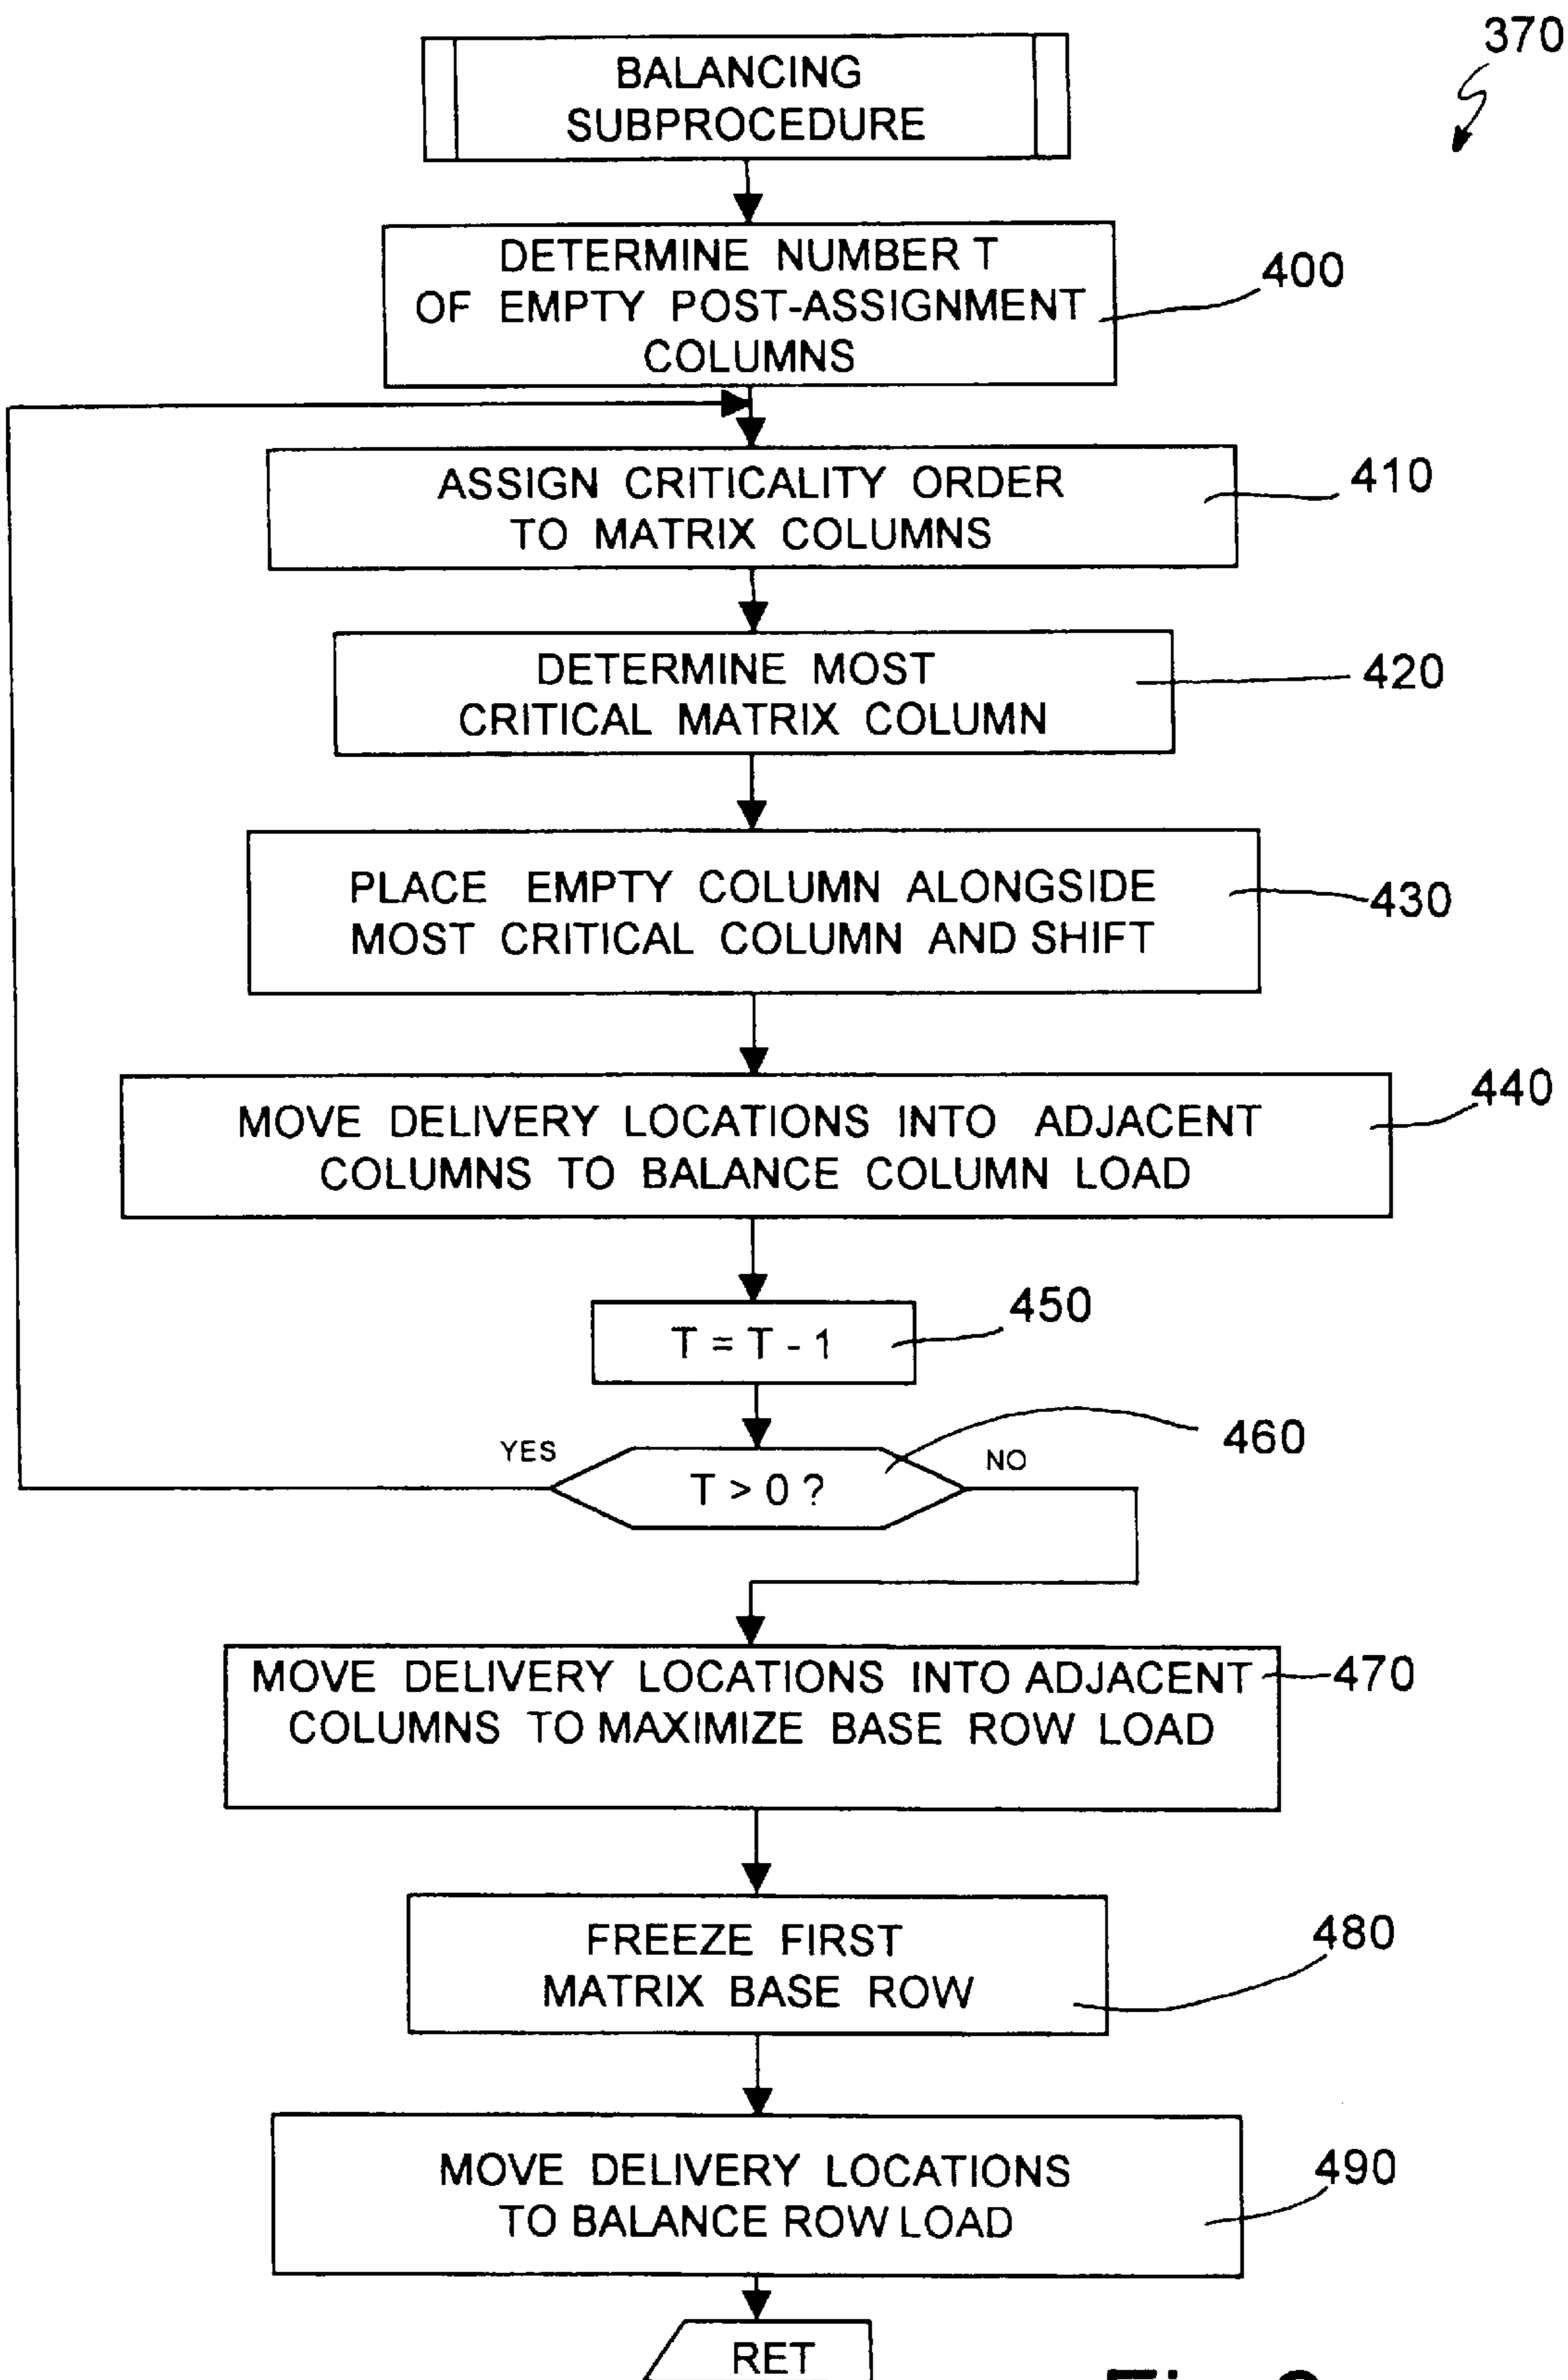 370
BALANCING
SUBPROCEDURE
DETERMINE NUMBER T
OF EMPTY POST-ASSIGNMENT
COLUMNS
400
ASSIGN CRITICALITY ORDER
TO MATRIX COLUMNS
410
DETERMINE MOST
CRITICAL MATRIX COLUMN
420
PLACE EMPTY COLUMN ALONGSIDE
MOST CRITICAL COLUMN AND SHIFT
430
MOVE DELIVERY LOCATIONS INTO ADJACENT
COLUMNS TO BALANCE COLUMN LOAD
440
T = T - 1
450
YES
T > 0 ?
NO
460
MOVE DELIVERY LOCATIONS INTO ADJACENT
COLUMNS TO MAXIMIZE BASE ROW LOAD
470
FREEZE FIRST
MATRIX BASE ROW
480
MOVE DELIVERY LOCATIONS
TO BALANCE ROW LOAD
490
RET